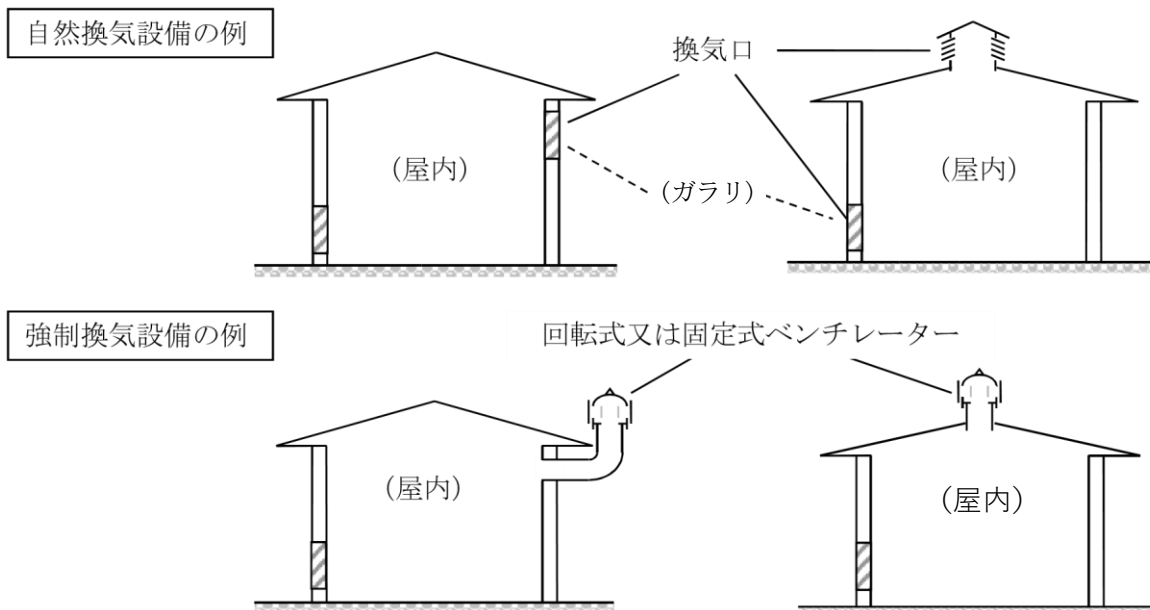 自然換気設備の例
換気口
(屋内)
(ガラリ)
(屋内)
強制換気設備の例
回転式又は固定式ベンチレーター
(屋内)
(屋内)